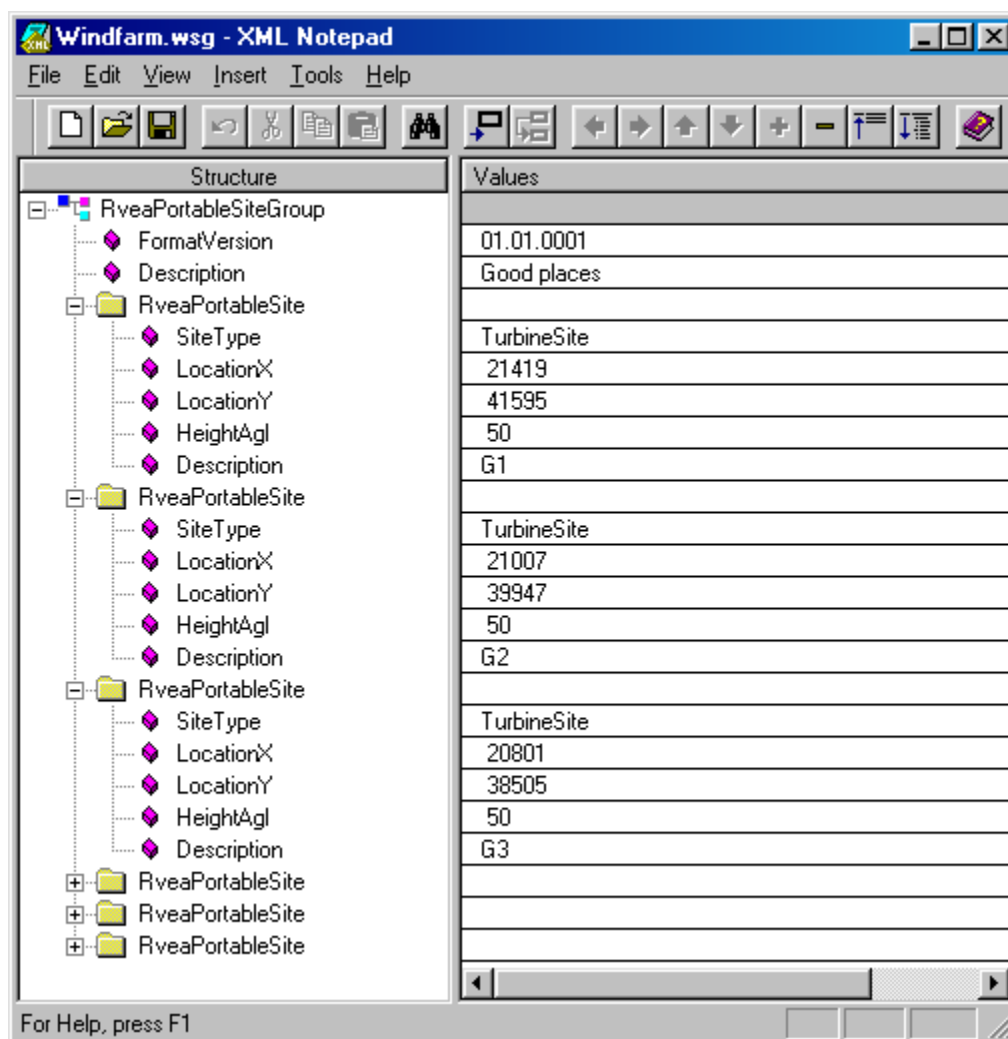 Windfarm.wsg - XML Notepad
File Edit View Insert Tools Help
Structure Values
RveaPortableSiteGroup
FormatVersion 01.01.0001
Description Good places
RveaPortableSite
SiteType TurbineSite
LocationX 21419
LocationY 41595
HeightAgl 50
Description G1
RveaPortableSite
SiteType TurbineSite
LocationX 21007
LocationY 39947
HeightAgl 50
Description G2
RveaPortableSite
SiteType TurbineSite
LocationX 20801
LocationY 38505
HeightAgl 50
Description G3
RveaPortableSite
RveaPortableSite
RveaPortableSite
For Help, press F1